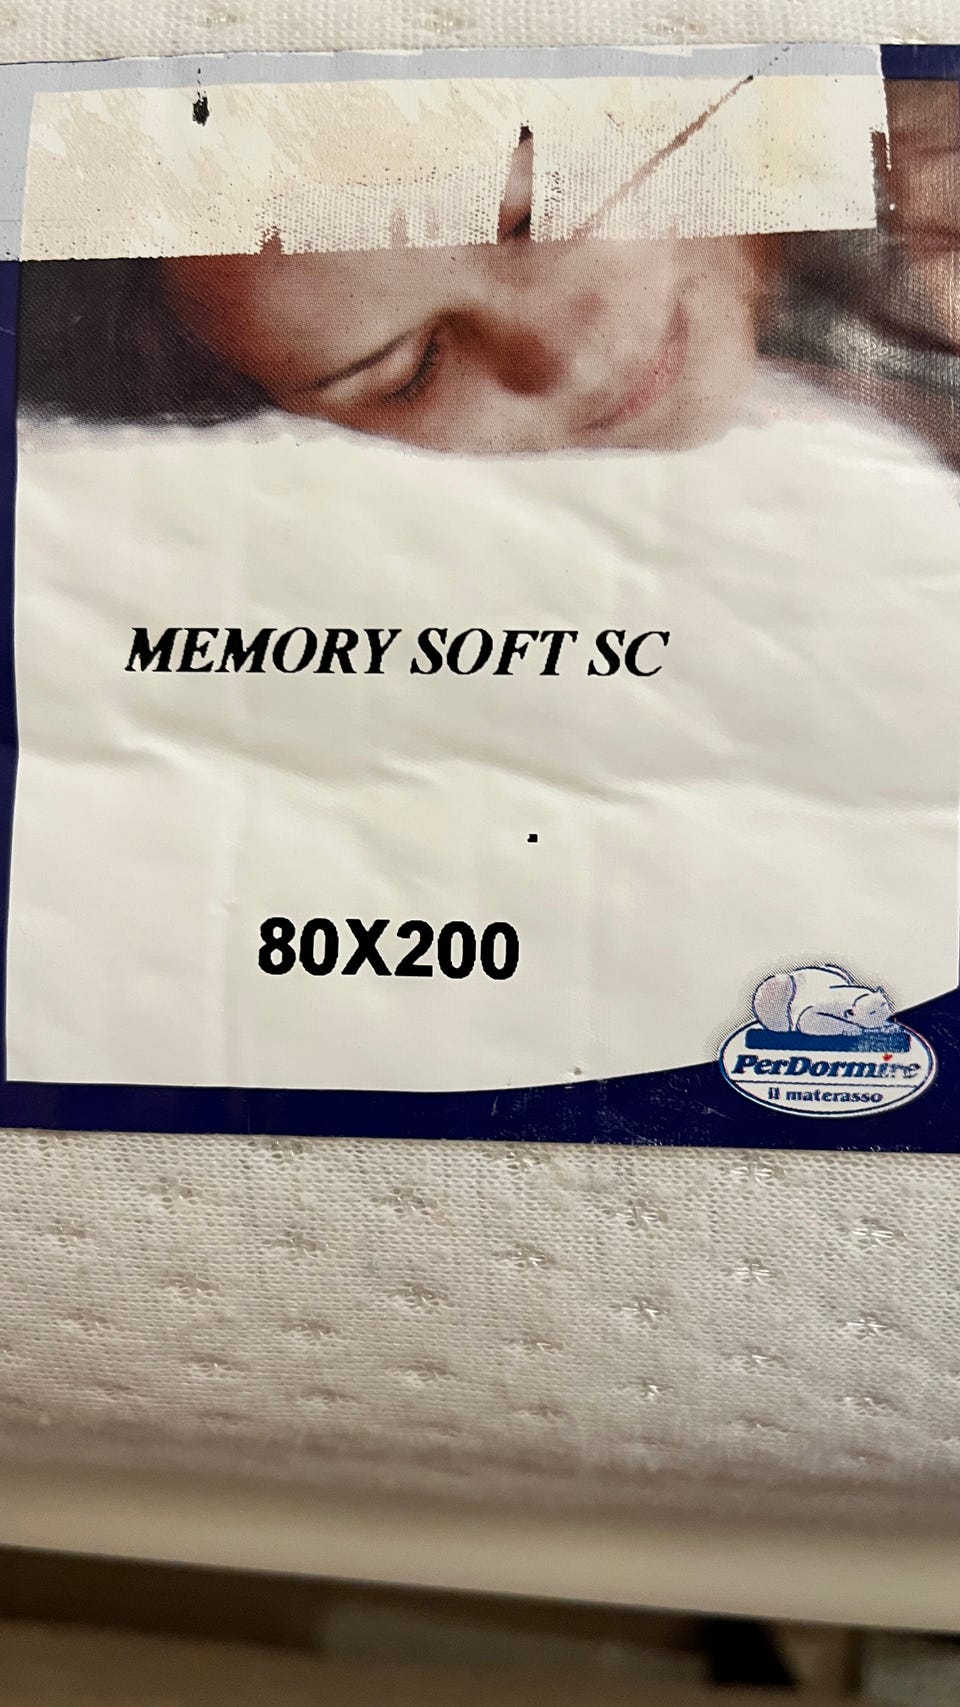 MEMORY SOFT SC
80X200
PerDormire
il materasso